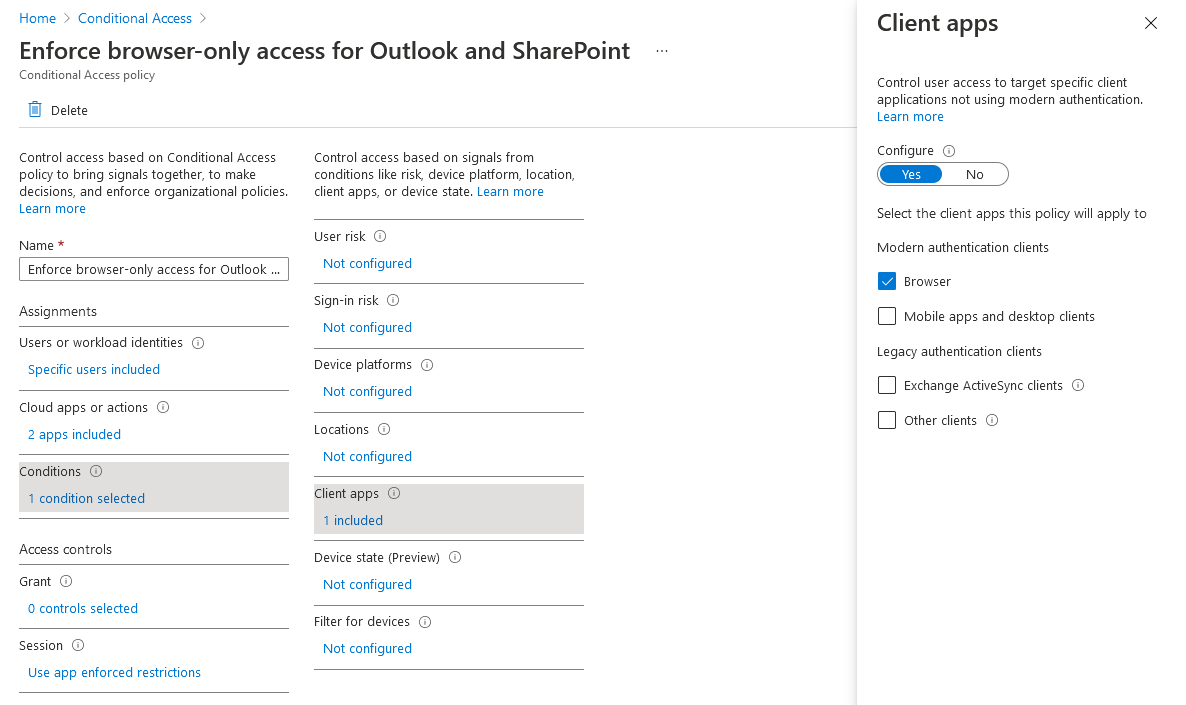 Home > Conditional Access >
Enforce browser-only access for Outlook and SharePoint ...
Conditional Access policy
Delete
Control access based on Conditional Access
policy to bring signals together, to make
decisions, and enforce organizational policies.
Learn more
Name *
Enforce browser-only access for Outlook ...
Assignments
Users or workload identities
Specific users included
Cloud apps or actions
2 apps included
Conditions
1 condition selected
Access controls
Grant
0 controls selected
Session
Use app enforced restrictions
Control access based on signals from
conditions like risk, device platform, location,
client apps, or device state. Learn more
User risk
Not configured
Sign-in risk
Not configured
Device platforms
Not configured
Locations
Not configured
Client apps
1 included
Device state (Preview)
Not configured
Filter for devices
Not configured
Client apps
Control user access to target specific client
applications not using modern authentication.
Learn more
Configure
Yes No
Select the client apps this policy will apply to
Modern authentication clients
Browser
Mobile apps and desktop clients
Legacy authentication clients
Exchange ActiveSync clients
Other clients